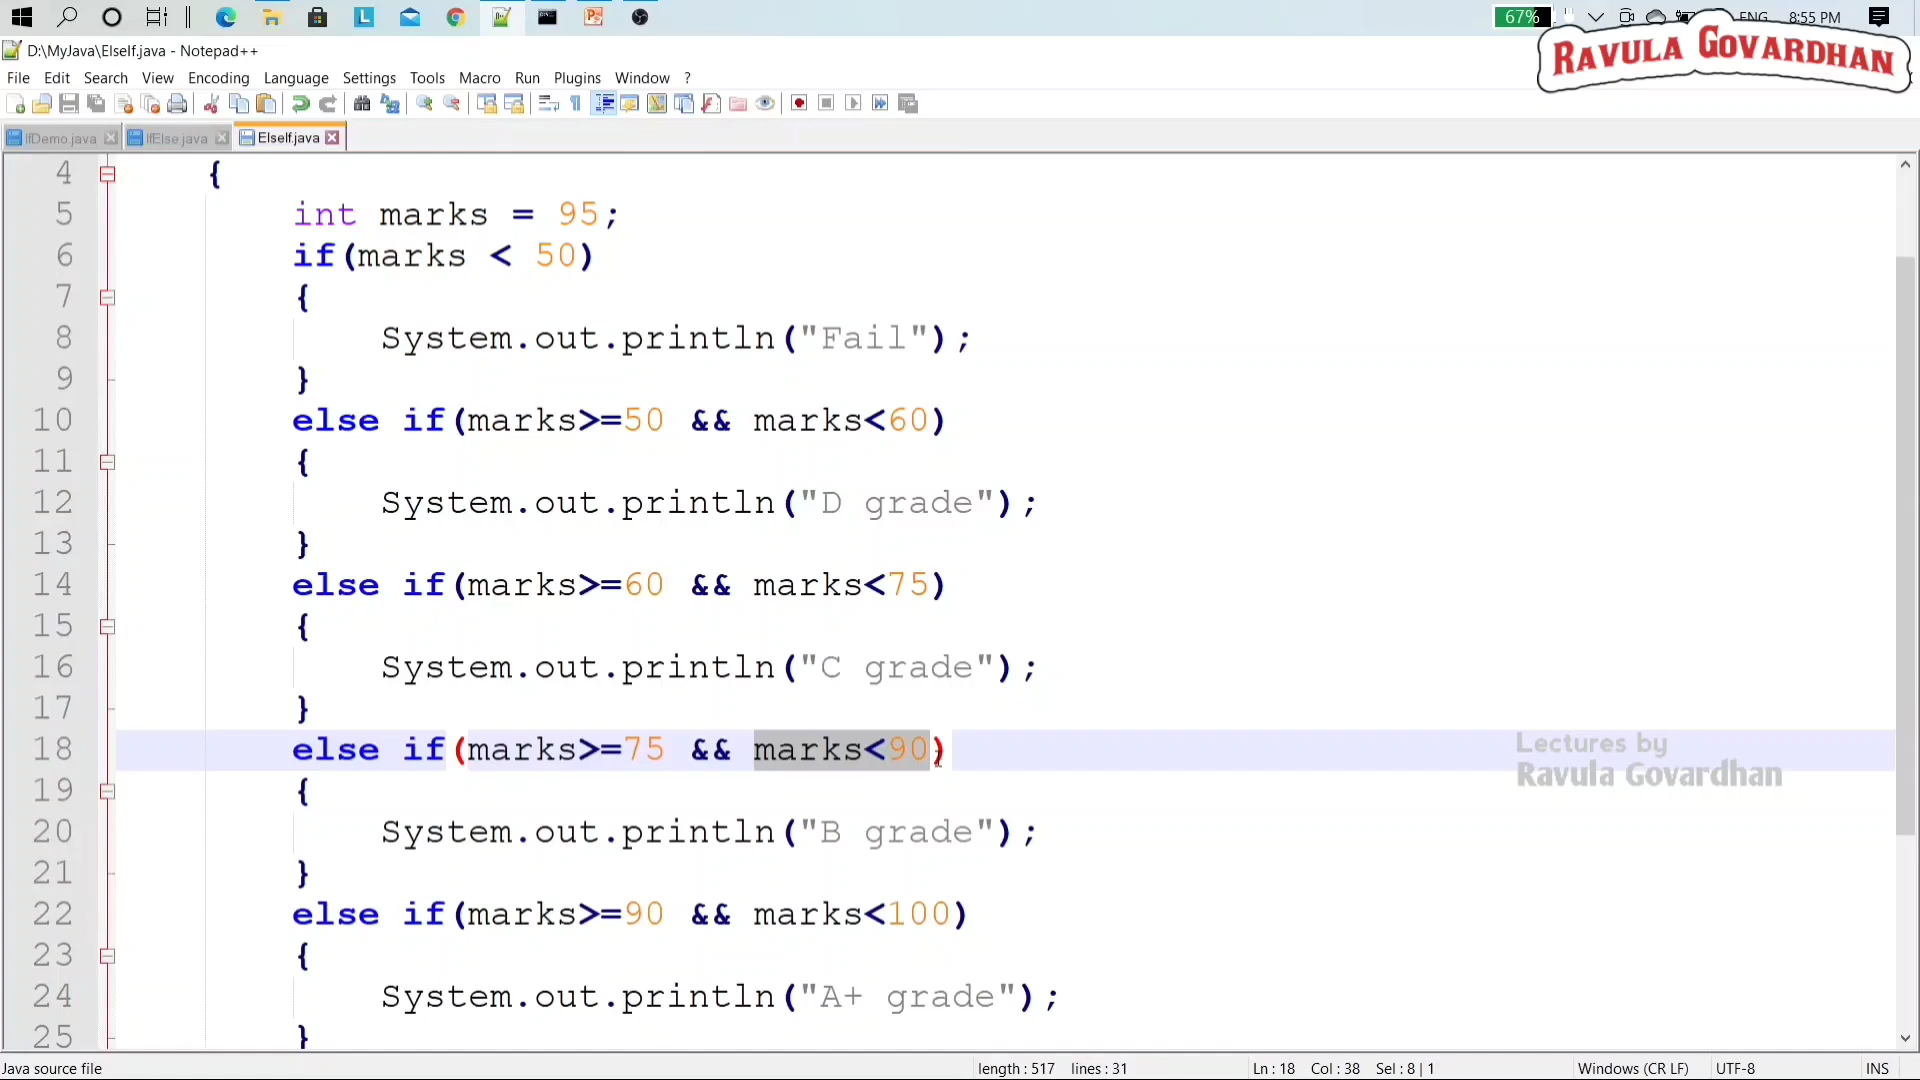 67%
ENG 8:55 PM
D:\MyJava\ElseIf.java - Notepad++
RAVULA GOVARDHAN
File Edit Search View Encoding Language Settings Tools Macro Run Plugins Window ?
IfDemo.java IfElse.java ElseIf.java
4 {
5 int marks = 95;
6 if(marks < 50)
7 {
8 System.out.println("Fail");
9 }
10 else if(marks>=50 && marks<60)
11 {
12 System.out.println("D grade");
13 }
14 else if(marks>=60 && marks<75)
15 {
16 System.out.println("C grade");
17 }
18 else if(marks>=75 && marks<90)
Lectures by
Ravula Govardhan
19 {
20 System.out.println("B grade");
21 }
22 else if(marks>=90 && marks<100)
23 {
24 System.out.println("A+ grade");
25 }
Java source file length : 517 lines : 31 Ln : 18 Col : 38 Sel : 8 | 1 Windows (CR LF) UTF-8 INS